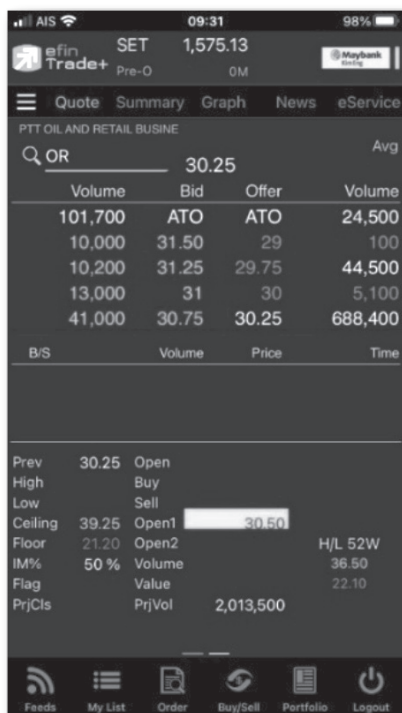 AIS 09:31 98%
efin Trade+ SET 1,575.13 Maybank Kim Eng
Pre-O 0M
Quote Summary Graph News eService
PTT OIL AND RETAIL BUSINE
OR 30.25 Avg
Volume Bid Offer Volume
101,700 ATO ATO 24,500
10,000 31.50 29 100
10,200 31.25 29.75 44,500
13,000 31 30 5,100
41,000 30.75 30.25 688,400
B/S Volume Price Time
Prev 30.25 Open
High Buy
Low Sell
Ceiling 39.25 Open1 30.50
Floor 21.20 Open2 H/L 52W
IM% 50 % Volume 36.50
Flag Value 22.10
PrjCls PrjVol 2,013,500
Feeds My List Order Buy/Sell Portfolio Logout